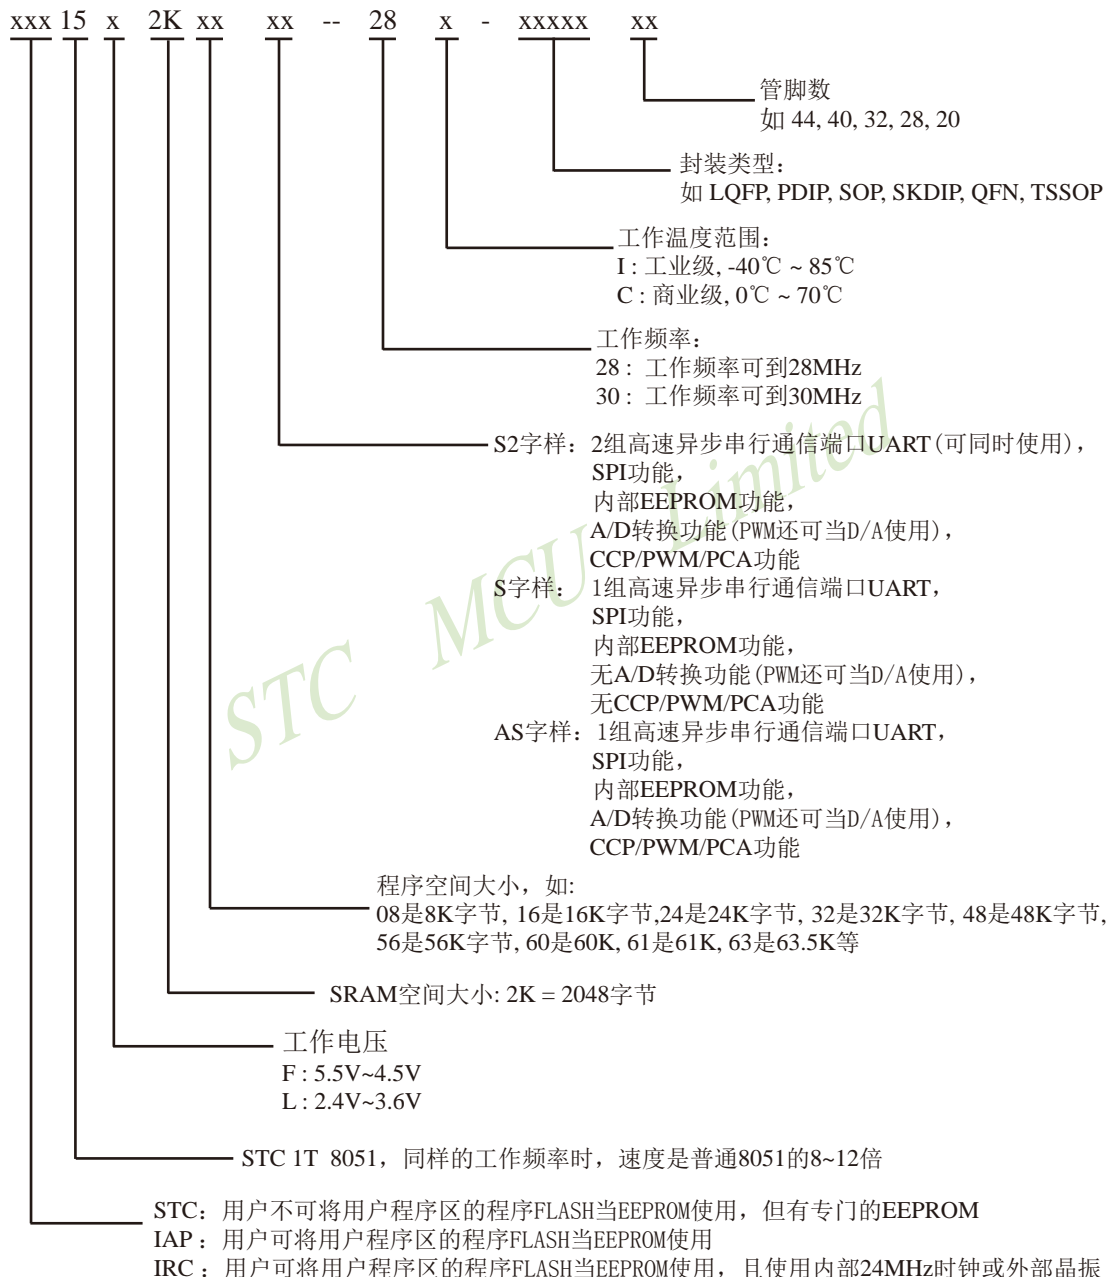 xxx 15 x 2K xx xx -- 28 x - xxxxx xx
管脚数
如 44, 40, 32, 28, 20
封装类型：
如 LQFP, PDIP, SOP, SKDIP, QFN, TSSOP
工作温度范围：
I : 工业级, -40℃ ~ 85℃
C : 商业级, 0℃ ~ 70℃
工作频率：
28 : 工作频率可到28MHz
30 : 工作频率可到30MHz
S2字样：2组高速异步串行通信端口UART(可同时使用)，
SPI功能，
内部EEPROM功能，
A/D转换功能(PWM还可当D/A使用)，
CCP/PWM/PCA功能
S字样： 1组高速异步串行通信端口UART，
SPI功能，
内部EEPROM功能，
无A/D转换功能(PWM还可当D/A使用)，
无CCP/PWM/PCA功能
AS字样：1组高速异步串行通信端口UART，
SPI功能，
内部EEPROM功能，
A/D转换功能(PWM还可当D/A使用)，
CCP/PWM/PCA功能
程序空间大小，如:
08是8K字节, 16是16K字节,24是24K字节, 32是32K字节, 48是48K字节,
56是56K字节, 60是60K, 61是61K, 63是63.5K等
SRAM空间大小: 2K = 2048字节
工作电压
F : 5.5V~4.5V
L : 2.4V~3.6V
STC 1T 8051，同样的工作频率时，速度是普通8051的8~12倍
STC：用户不可将用户程序区的程序FLASH当EEPROM使用，但有专门的EEPROM
IAP：用户可将用户程序区的程序FLASH当EEPROM使用
IRC：用户可将用户程序区的程序FLASH当EEPROM使用，且使用内部24MHz时钟或外部晶振
STC MCU Limited